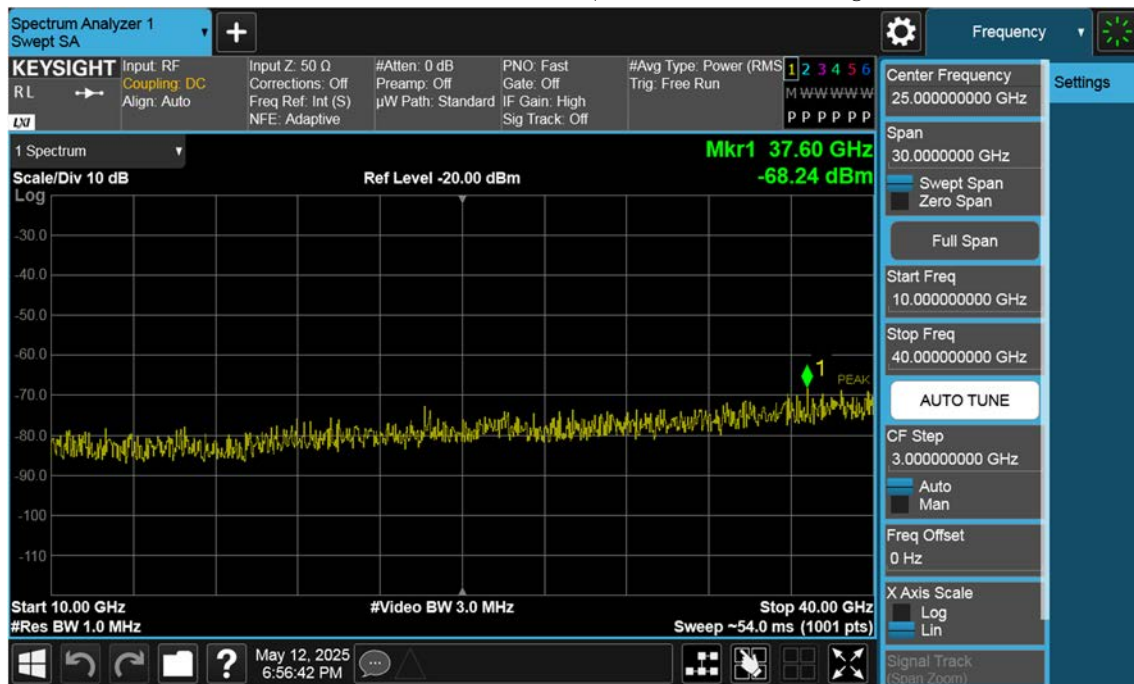 Spectrum Analyzer 1
Swept SA
+
Frequency
KEYSIGHT
RL
LXI
Input: RF
Coupling: DC
Align: Auto
Input Z: 50 Ω
Corrections: Off
Freq Ref: Int (S)
NFE: Adaptive
#Atten: 0 dB
Preamp: Off
µW Path: Standard
PNO: Fast
Gate: Off
IF Gain: High
Sig Track: Off
#Avg Type: Power (RMS
Trig: Free Run
1 2 3 4 5 6
M W W W W W
P P P P P P
1 Spectrum
Mkr1 37.60 GHz
-68.24 dBm
Scale/Div 10 dB
Ref Level -20.00 dBm
Log
-30.0
-40.0
-50.0
-60.0
-70.0
-80.0
-90.0
-100
-110
1
PEAK
Start 10.00 GHz
#Video BW 3.0 MHz
Stop 40.00 GHz
#Res BW 1.0 MHz
Sweep ~54.0 ms (1001 pts)
?
May 12, 2025
6:56:42 PM
Center Frequency
25.000000000 GHz
Span
30.0000000 GHz
Swept Span
Zero Span
Full Span
Start Freq
10.000000000 GHz
Stop Freq
40.000000000 GHz
AUTO TUNE
CF Step
3.000000000 GHz
Auto
Man
Freq Offset
0 Hz
X Axis Scale
Log
Lin
Signal Track
(Span Zoom)
Settings